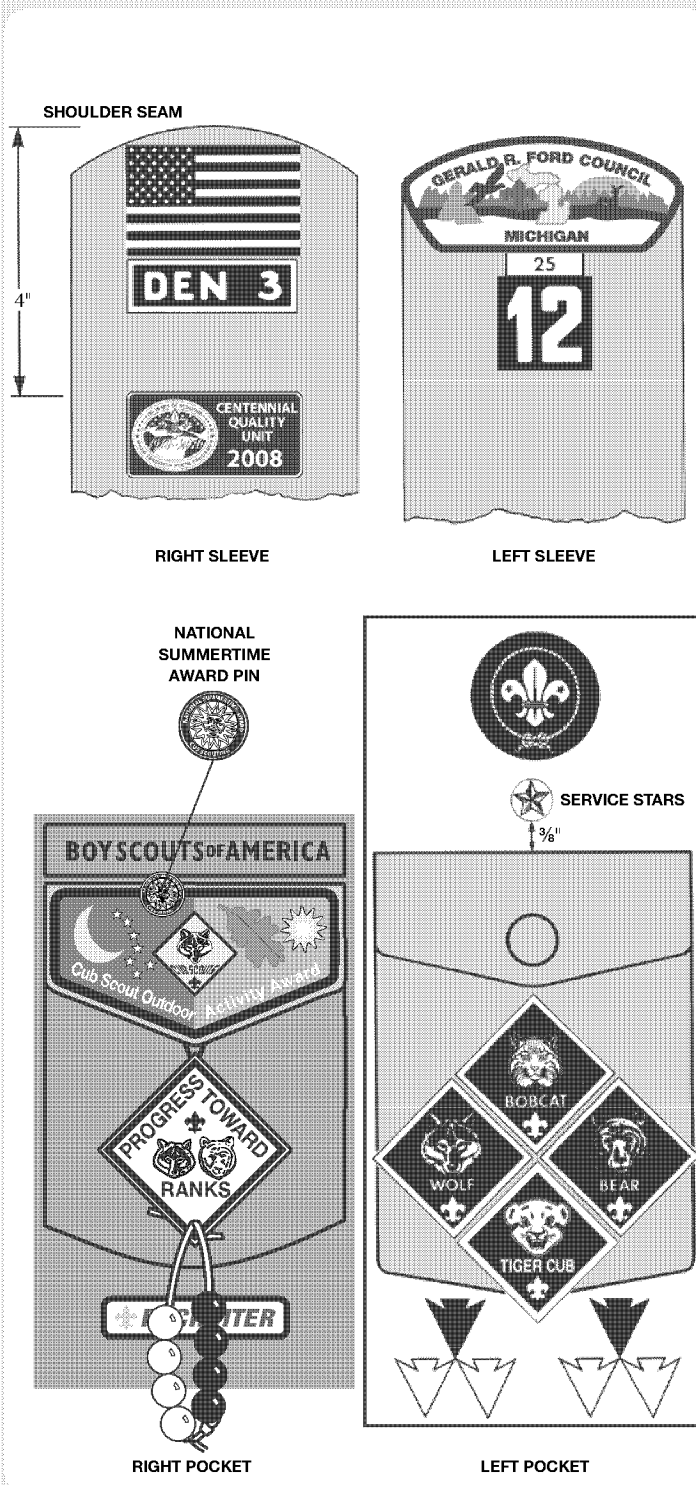 SHOULDER SEAM
4"
DEN 3
CENTENNIAL
QUALITY
UNIT
2008
GERALD R. FORD COUNCIL
MICHIGAN
25
12
RIGHT SLEEVE
LEFT SLEEVE
NATIONAL
SUMMERTIME
AWARD PIN
SERVICE STARS
3/8"
BOY SCOUTS OF AMERICA
Cub Scout Outdoor Activity Award
PROGRESS TOWARD
RANKS
BOBCAT
WOLF
BEAR
TIGER CUB
RIGHT POCKET
LEFT POCKET